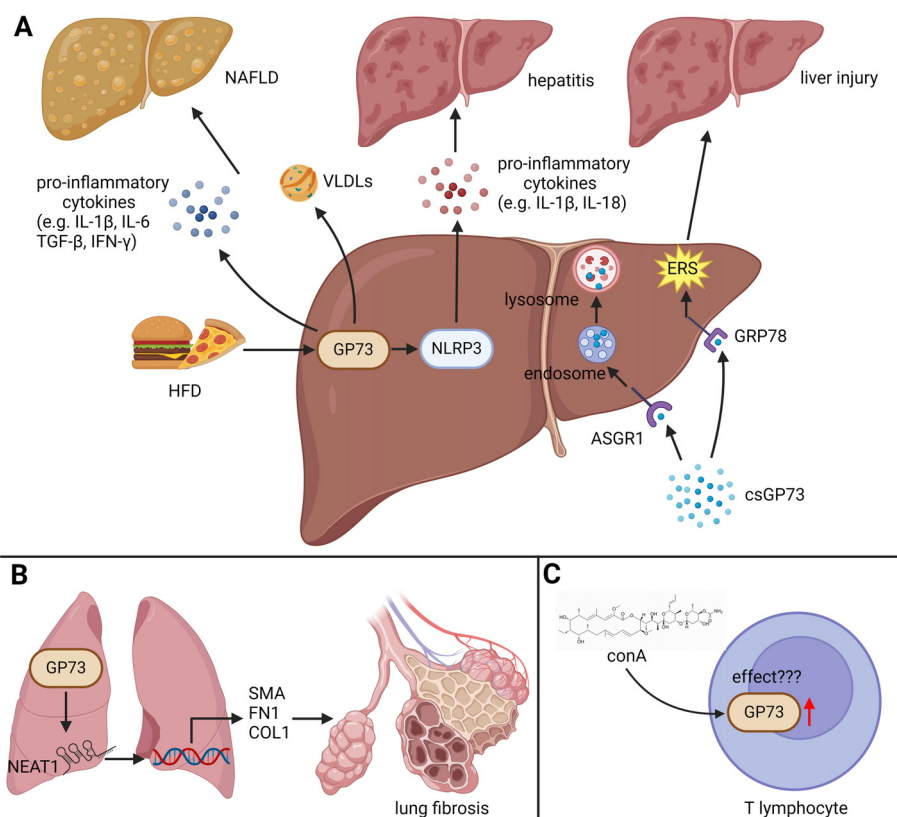 A
NAFLD
hepatitis
liver injury
pro-inflammatory
cytokines
(e.g. IL-1β, IL-6
TGF-β, IFN-γ)
VLDLs
pro-inflammatory
cytokines
(e.g. IL-1β, IL-18)
ERS
lysosome
GRP78
GP73
NLRP3
endosome
HFD
ASGR1
csGP73
B
GP73
NEAT1
SMA
FN1
COL1
lung fibrosis
C
conA
effect???
GP73
T lymphocyte